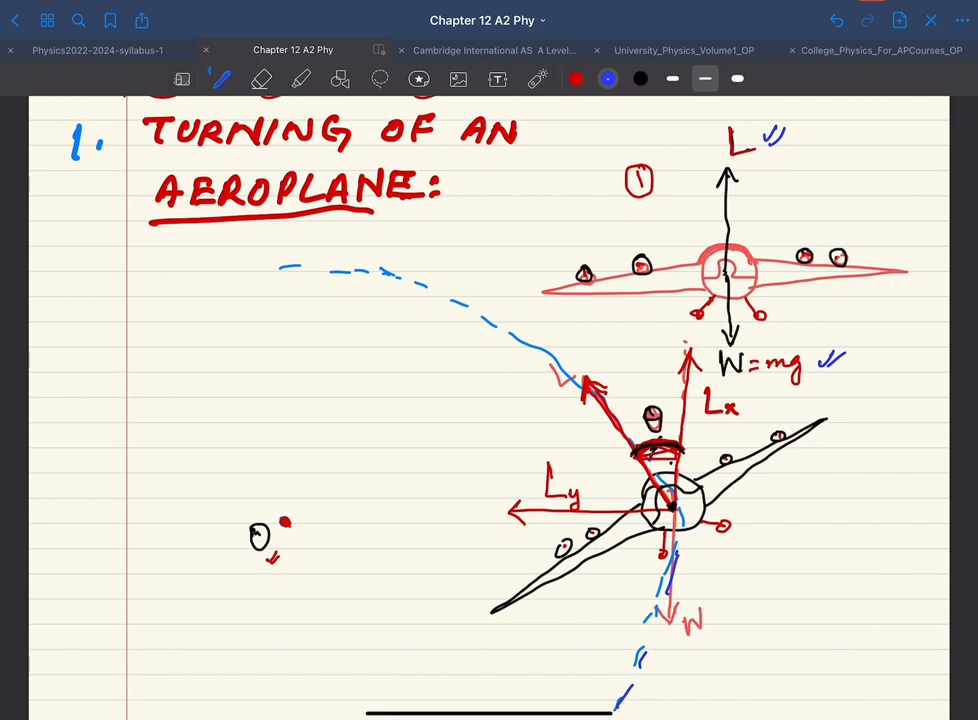 Chapter 12 A2 Phy
Physics2022-2024-syllabus-1
Chapter 12 A2 Phy
Cambridge International AS A Level...
University_Physics_Volume1_OP
College_Physics_For_APCourses_OP
1. TURNING OF AN
AEROPLANE:
L
1
W = mg
θ
Lx
Ly
O
W